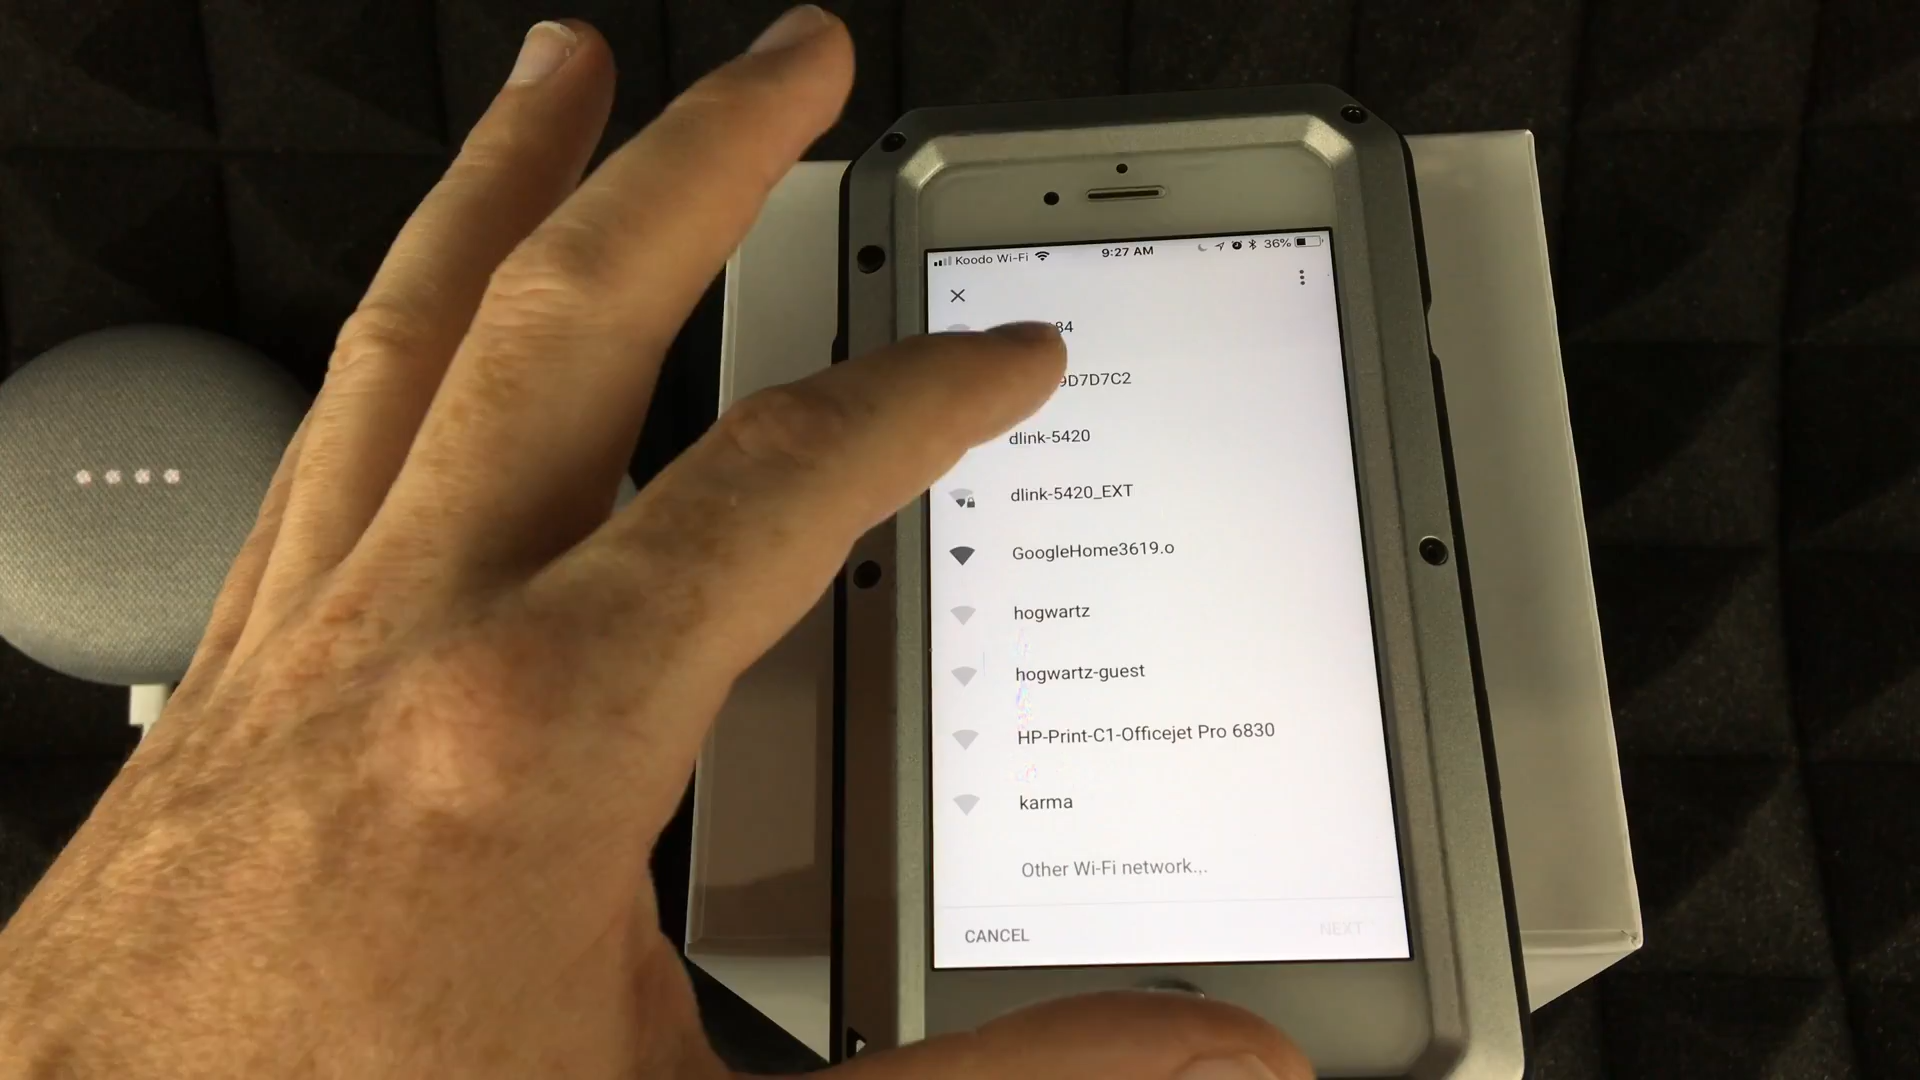 Koodo Wi-Fi 9:27 AM 36%
84
9D7D7C2
dlink-5420
dlink-5420_EXT
GoogleHome3619.o
hogwartz
hogwartz-guest
HP-Print-C1-Officejet Pro 6830
karma
Other Wi-Fi network...
CANCEL NEXT